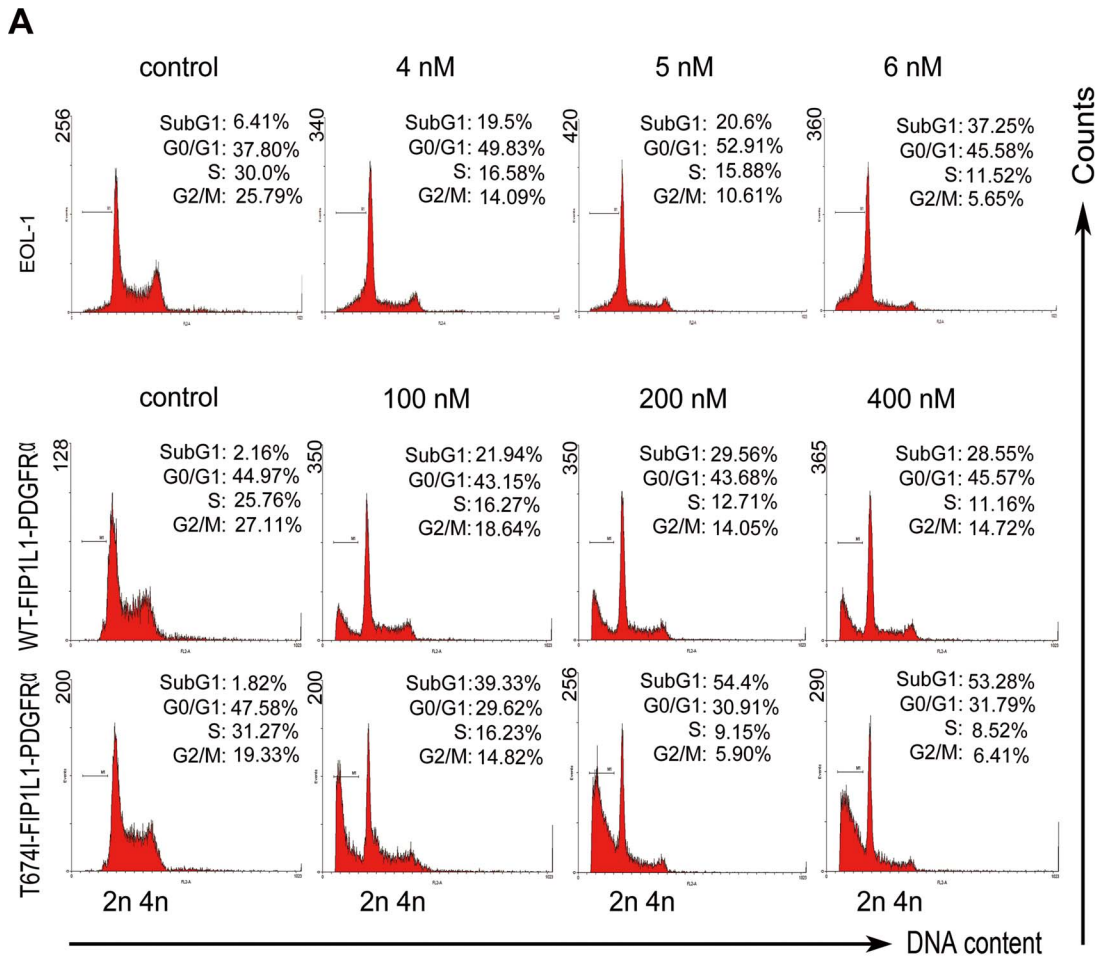 A
control
4 nM
5 nM
6 nM
Counts
EOL-1
256
SubG1: 6.41%
G0/G1: 37.80%
S: 30.0%
G2/M: 25.79%
340
SubG1: 19.5%
G0/G1: 49.83%
S: 16.58%
G2/M: 14.09%
420
SubG1: 20.6%
G0/G1: 52.91%
S: 15.88%
G2/M: 10.61%
360
SubG1: 37.25%
G0/G1: 45.58%
S: 11.52%
G2/M: 5.65%
control
100 nM
200 nM
400 nM
WT-FIP1L1-PDGFRα
128
SubG1: 2.16%
G0/G1: 44.97%
S: 25.76%
G2/M: 27.11%
350
SubG1: 21.94%
G0/G1: 43.15%
S: 16.27%
G2/M: 18.64%
350
SubG1: 29.56%
G0/G1: 43.68%
S: 12.71%
G2/M: 14.05%
365
SubG1: 28.55%
G0/G1: 45.57%
S: 11.16%
G2/M: 14.72%
T674I-FIP1L1-PDGFRα
200
SubG1: 1.82%
G0/G1: 47.58%
S: 31.27%
G2/M: 19.33%
200
SubG1: 39.33%
G0/G1: 29.62%
S: 16.23%
G2/M: 14.82%
256
SubG1: 54.4%
G0/G1: 30.91%
S: 9.15%
G2/M: 5.90%
290
SubG1: 53.28%
G0/G1: 31.79%
S: 8.52%
G2/M: 6.41%
2n 4n
2n 4n
2n 4n
2n 4n
DNA content